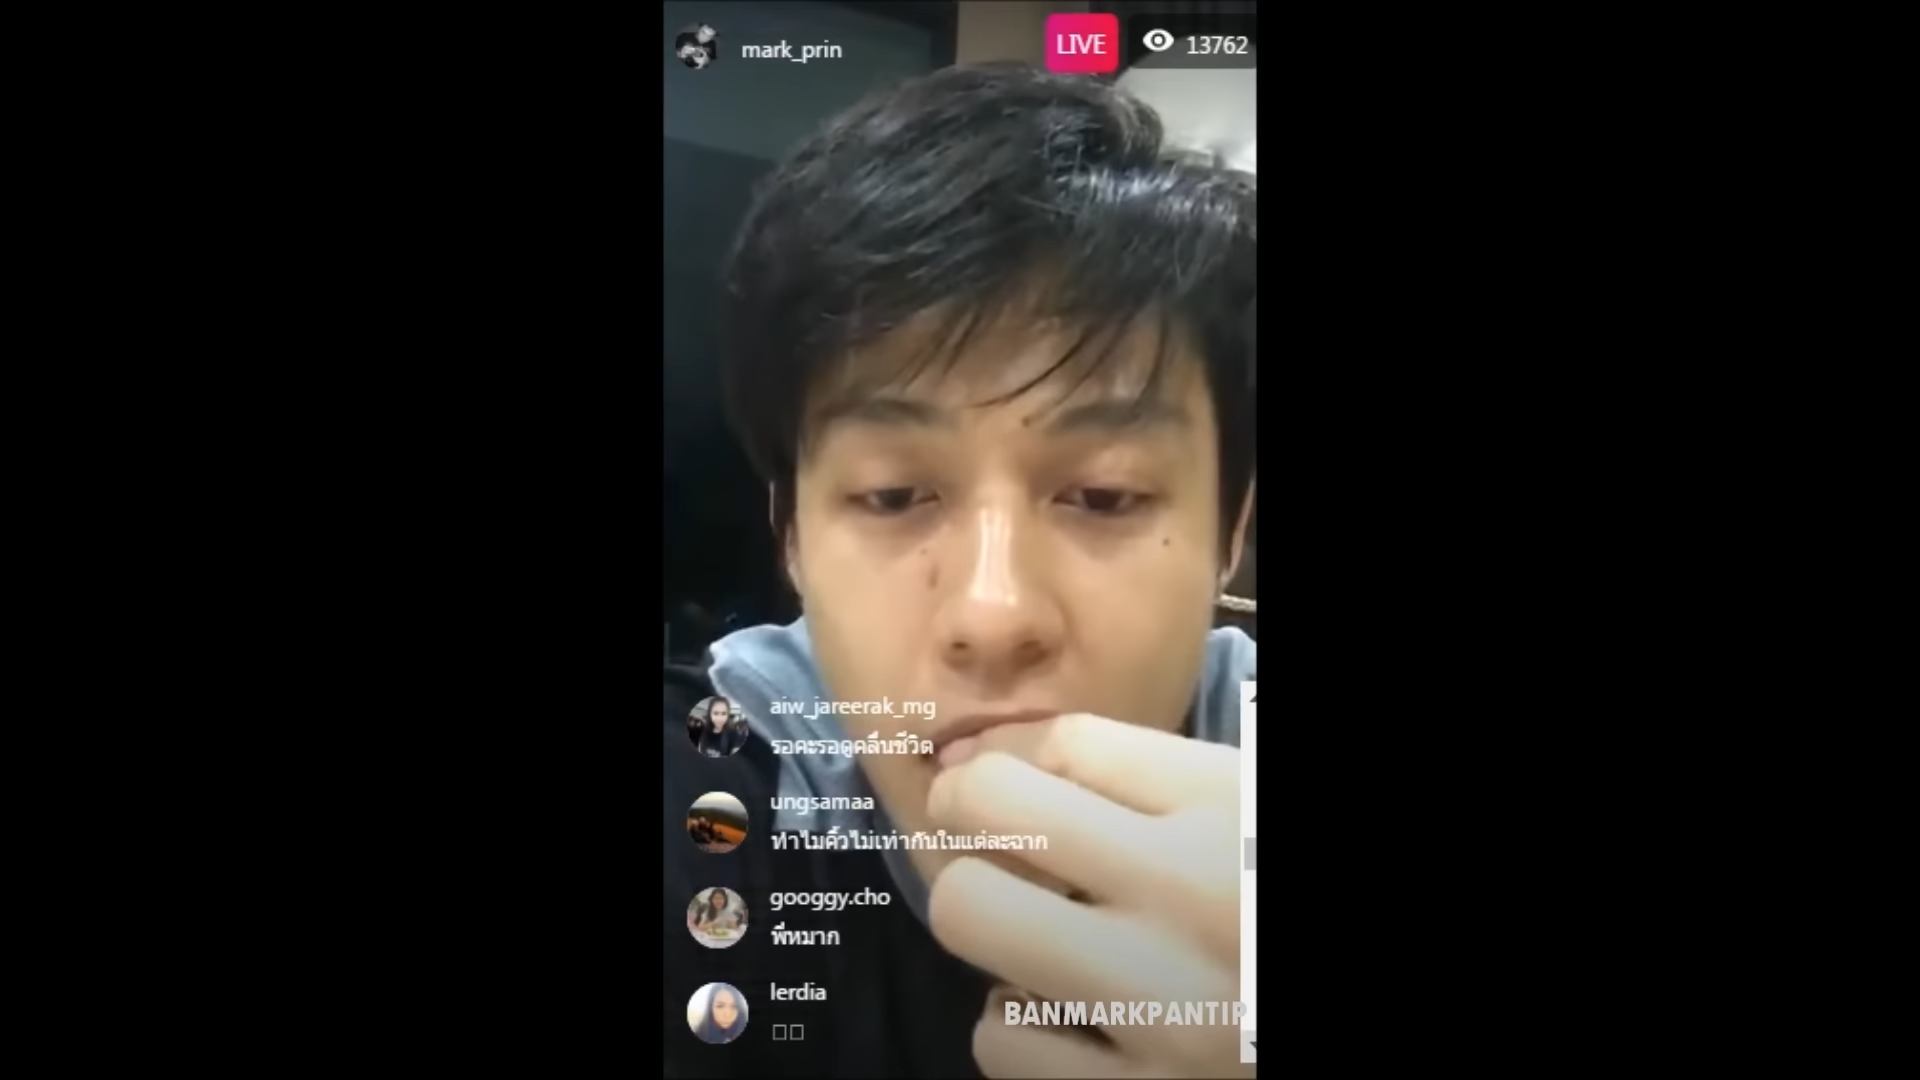 mark_prin
LIVE
13762
aiw_jareerak_mg
รอคะรอดูคลื่นชีวิต
ungsamaa
ทำไมคิ้วไม่เท่ากันในแต่ละฉาก
googgy.cho
พี่หมาก
lerdia
BANMARKPANTIP